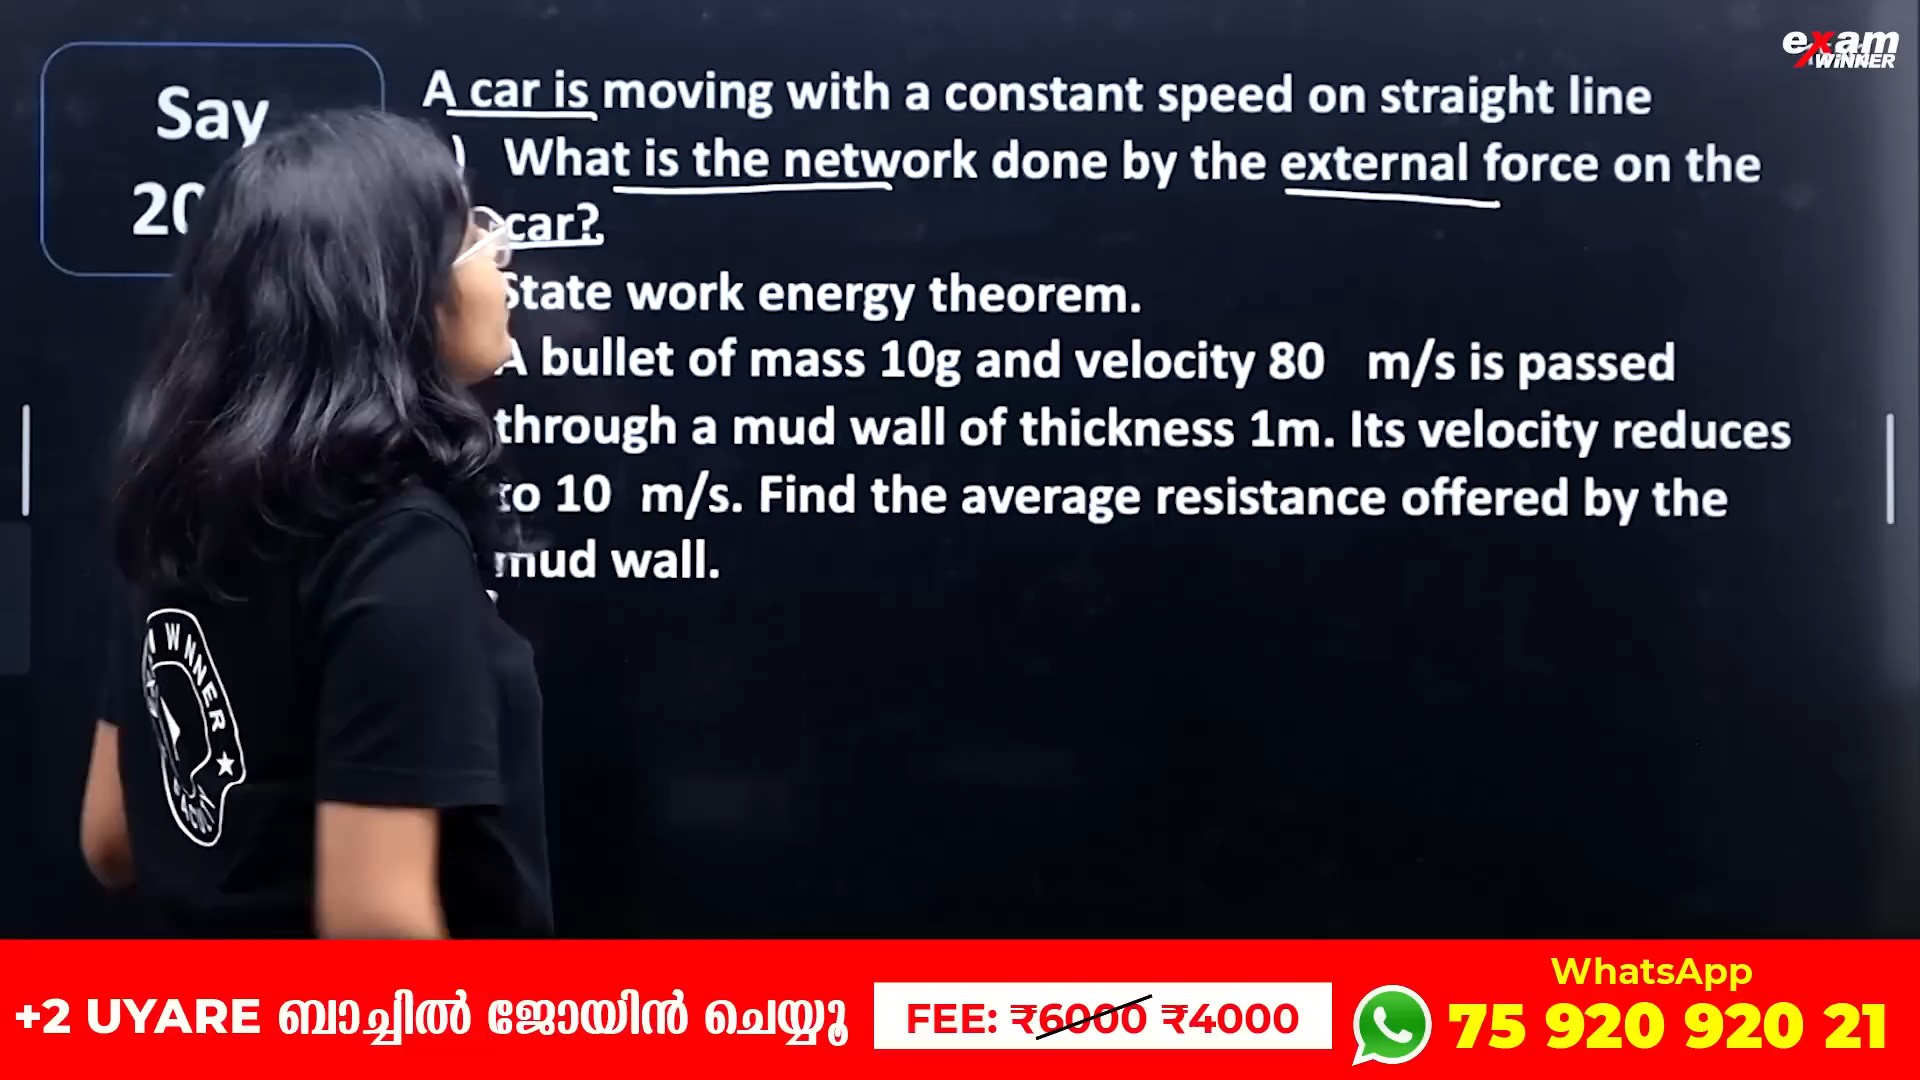 exam
WiNNER
Say
20
A car is moving with a constant speed on straight line
) What is the network done by the external force on the
car?
State work energy theorem.
A bullet of mass 10g and velocity 80 m/s is passed
through a mud wall of thickness 1m. Its velocity reduces
to 10 m/s. Find the average resistance offered by the
mud wall.
W NNER
+2 UYARE ബാച്ചിൽ ജോയിൻ ചെയ്യൂ
FEE: ₹6000 ₹4000
WhatsApp
75 920 920 21